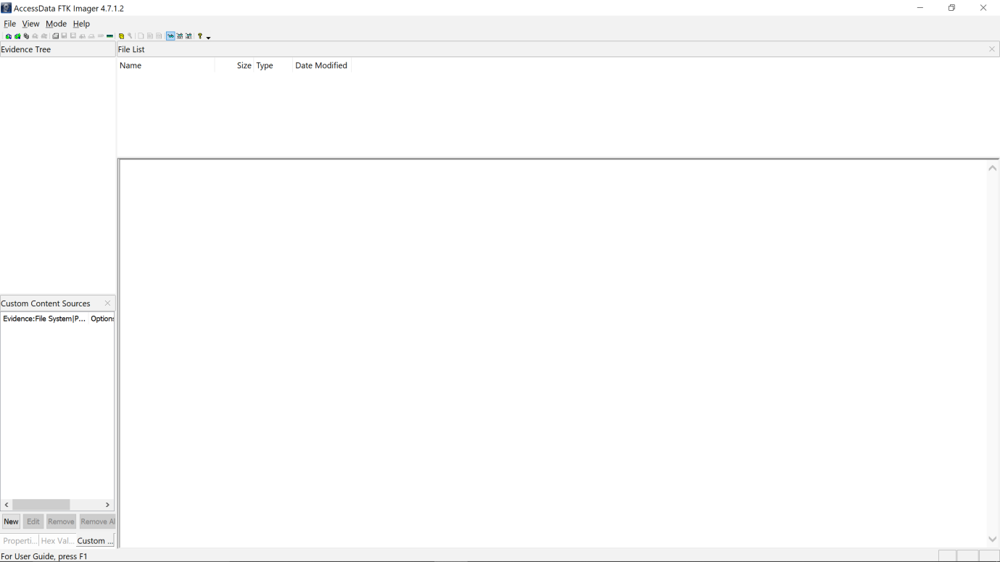 AccessData FTK Imager 4.7.1.2
File View Mode Help
Evidence Tree
File List
Name Size Type Date Modified
Custom Content Sources
Evidence:File System|P... Options
New Edit Remove Remove Al
Properti... Hex Val... Custom ...
For User Guide, press F1